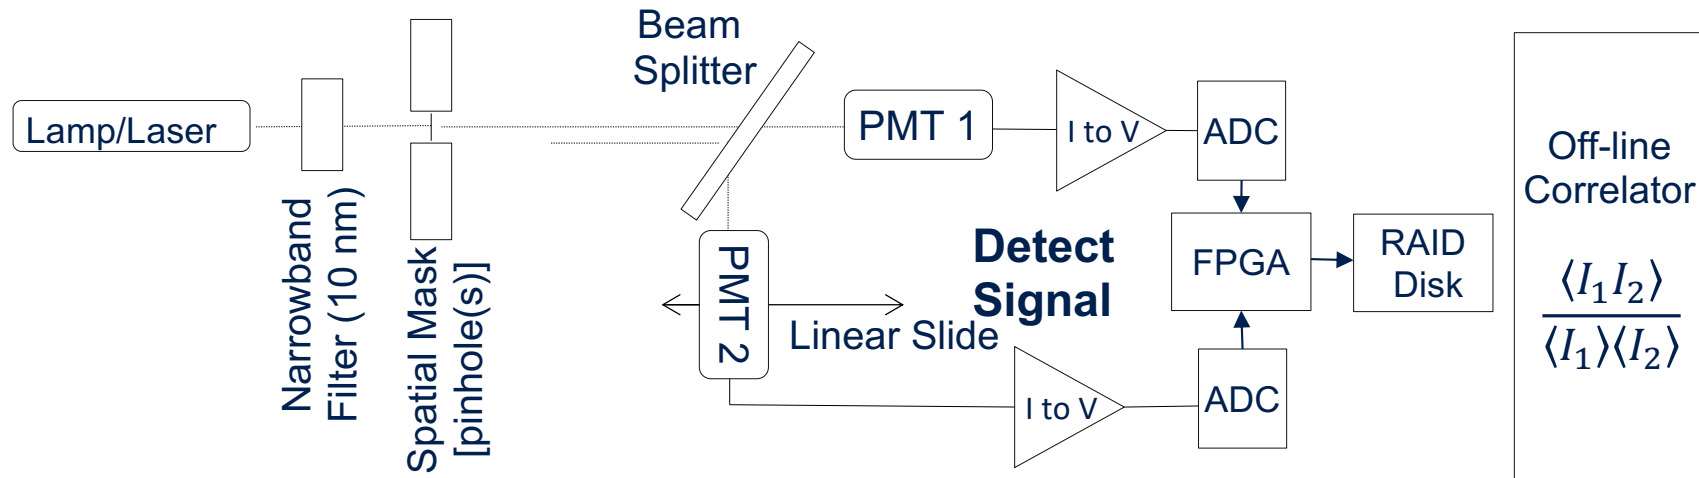 Lamp/Laser
Narrowband
Filter (10 nm)
Spatial Mask
[pinhole(s)]
Beam
Splitter
PMT 1
I to V
ADC
PMT 2
Linear Slide
Detect
Signal
I to V
ADC
FPGA
RAID
Disk
Off-line
Correlator
⟨I₁I₂⟩
⟨I₁⟩⟨I₂⟩